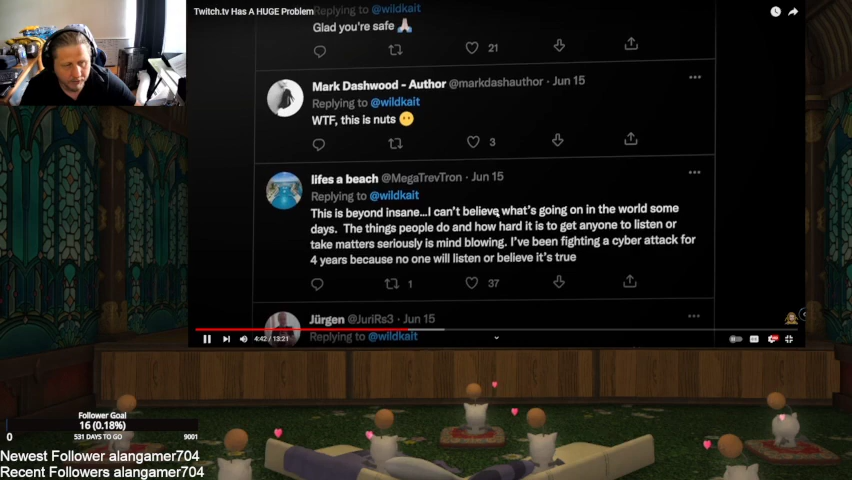 Twitch.tv Has A HUGE Problem
Replying to @wildkait
Glad you're safe 🙏🏻
21
Mark Dashwood - Author @markdashauthor · Jun 15
Replying to @wildkait
WTF, this is nuts 😶
3
lifes a beach @MegaTrevTron · Jun 15
Replying to @wildkait
This is beyond insane...I can't believe what's going on in the world some
days. The things people do and how hard it is to get anyone to listen or
take matters seriously is mind blowing. I've been fighting a cyber attack for
4 years because no one will listen or believe it's true
1 37
Jürgen @JuriRs3 · Jun 15
Replying to @wildkait
4:42 / 13:21
Follower Goal
16 (0.18%)
0 531 DAYS TO GO 9001
Newest Follower alangamer704
Recent Followers alangamer704